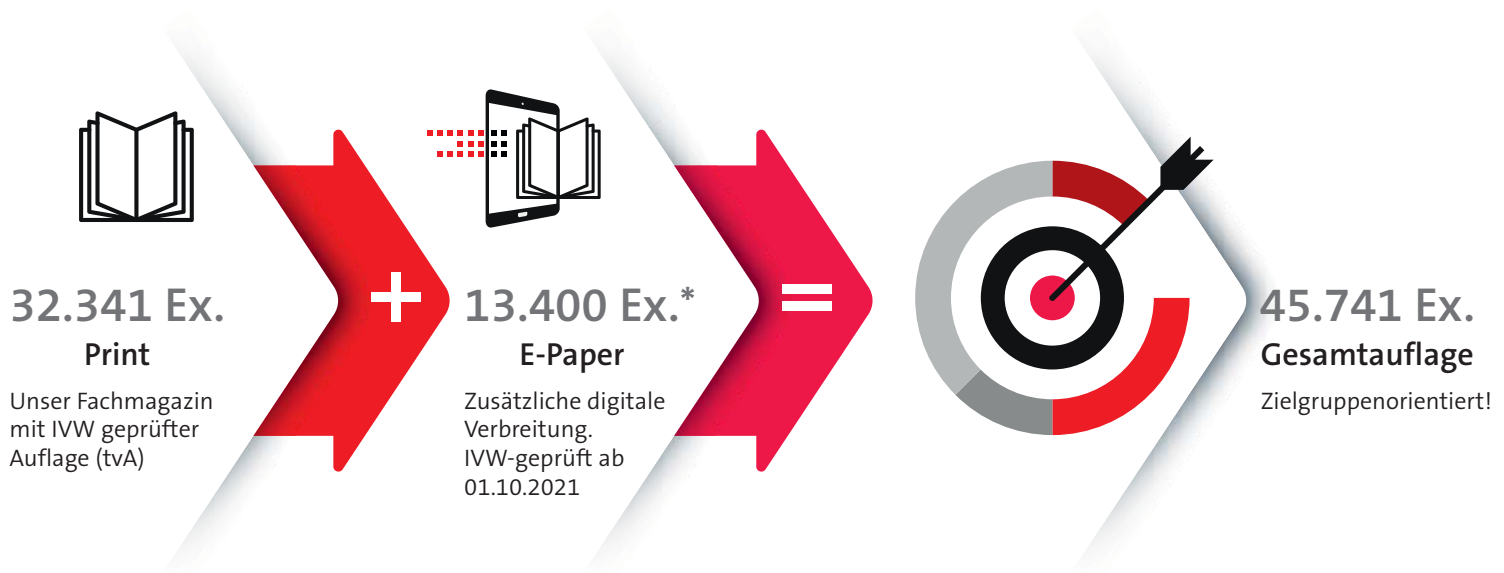 32.341 Ex.
Print
Unser Fachmagazin
mit IVW geprüfter
Auflage (tvA)
+
13.400 Ex.*
E-Paper
Zusätzliche digitale
Verbreitung.
IVW-geprüft ab
01.10.2021
=
45.741 Ex.
Gesamtauflage
Zielgruppenorientiert!